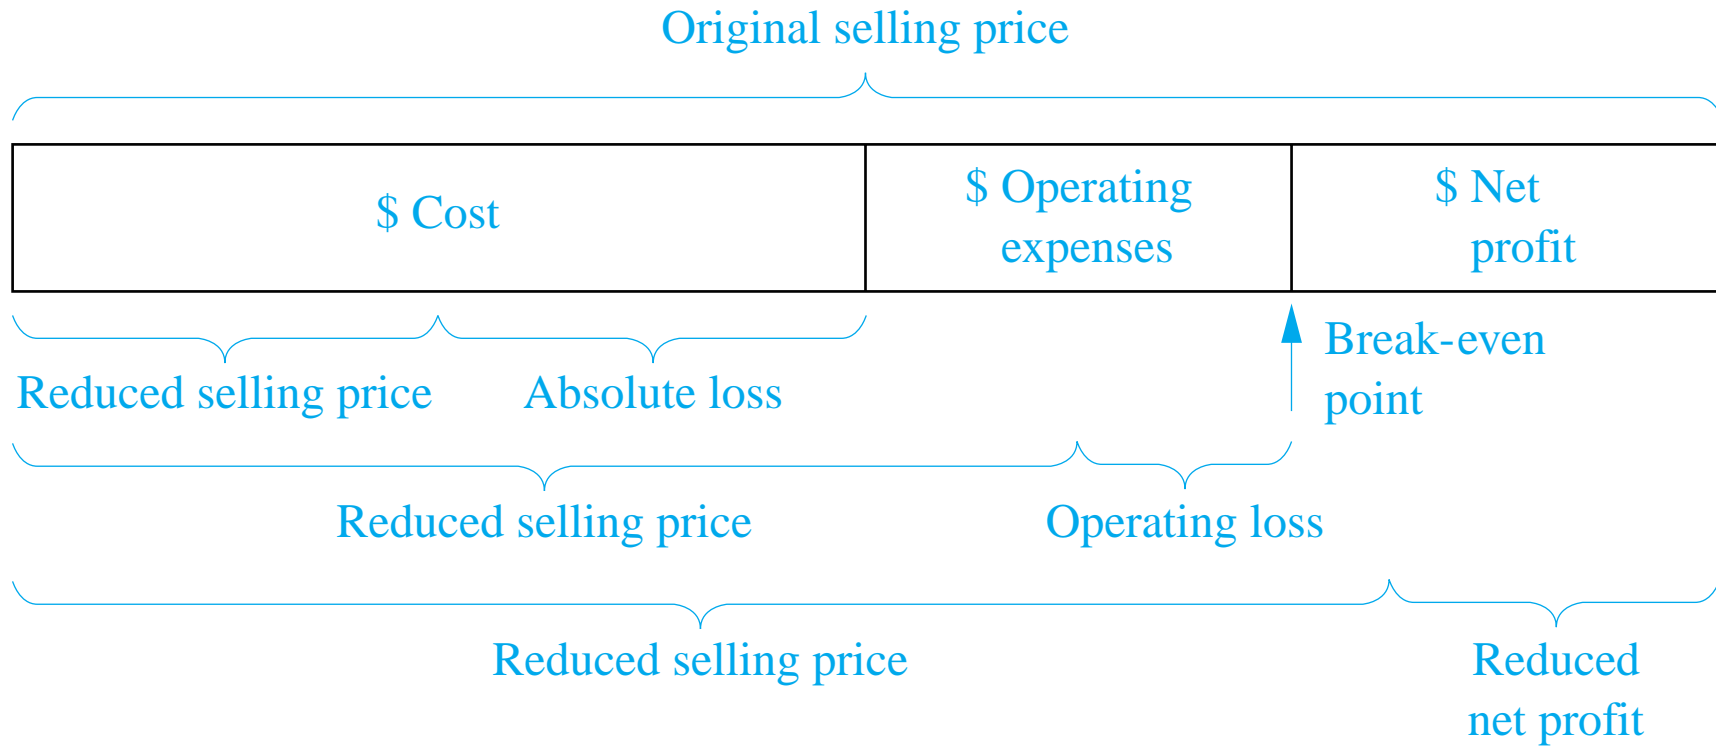 Original selling price
$ Cost
$ Operating
expenses
$ Net
profit
Break-even
point
Reduced selling price
Absolute loss
Reduced selling price
Operating loss
Reduced selling price
Reduced
net profit